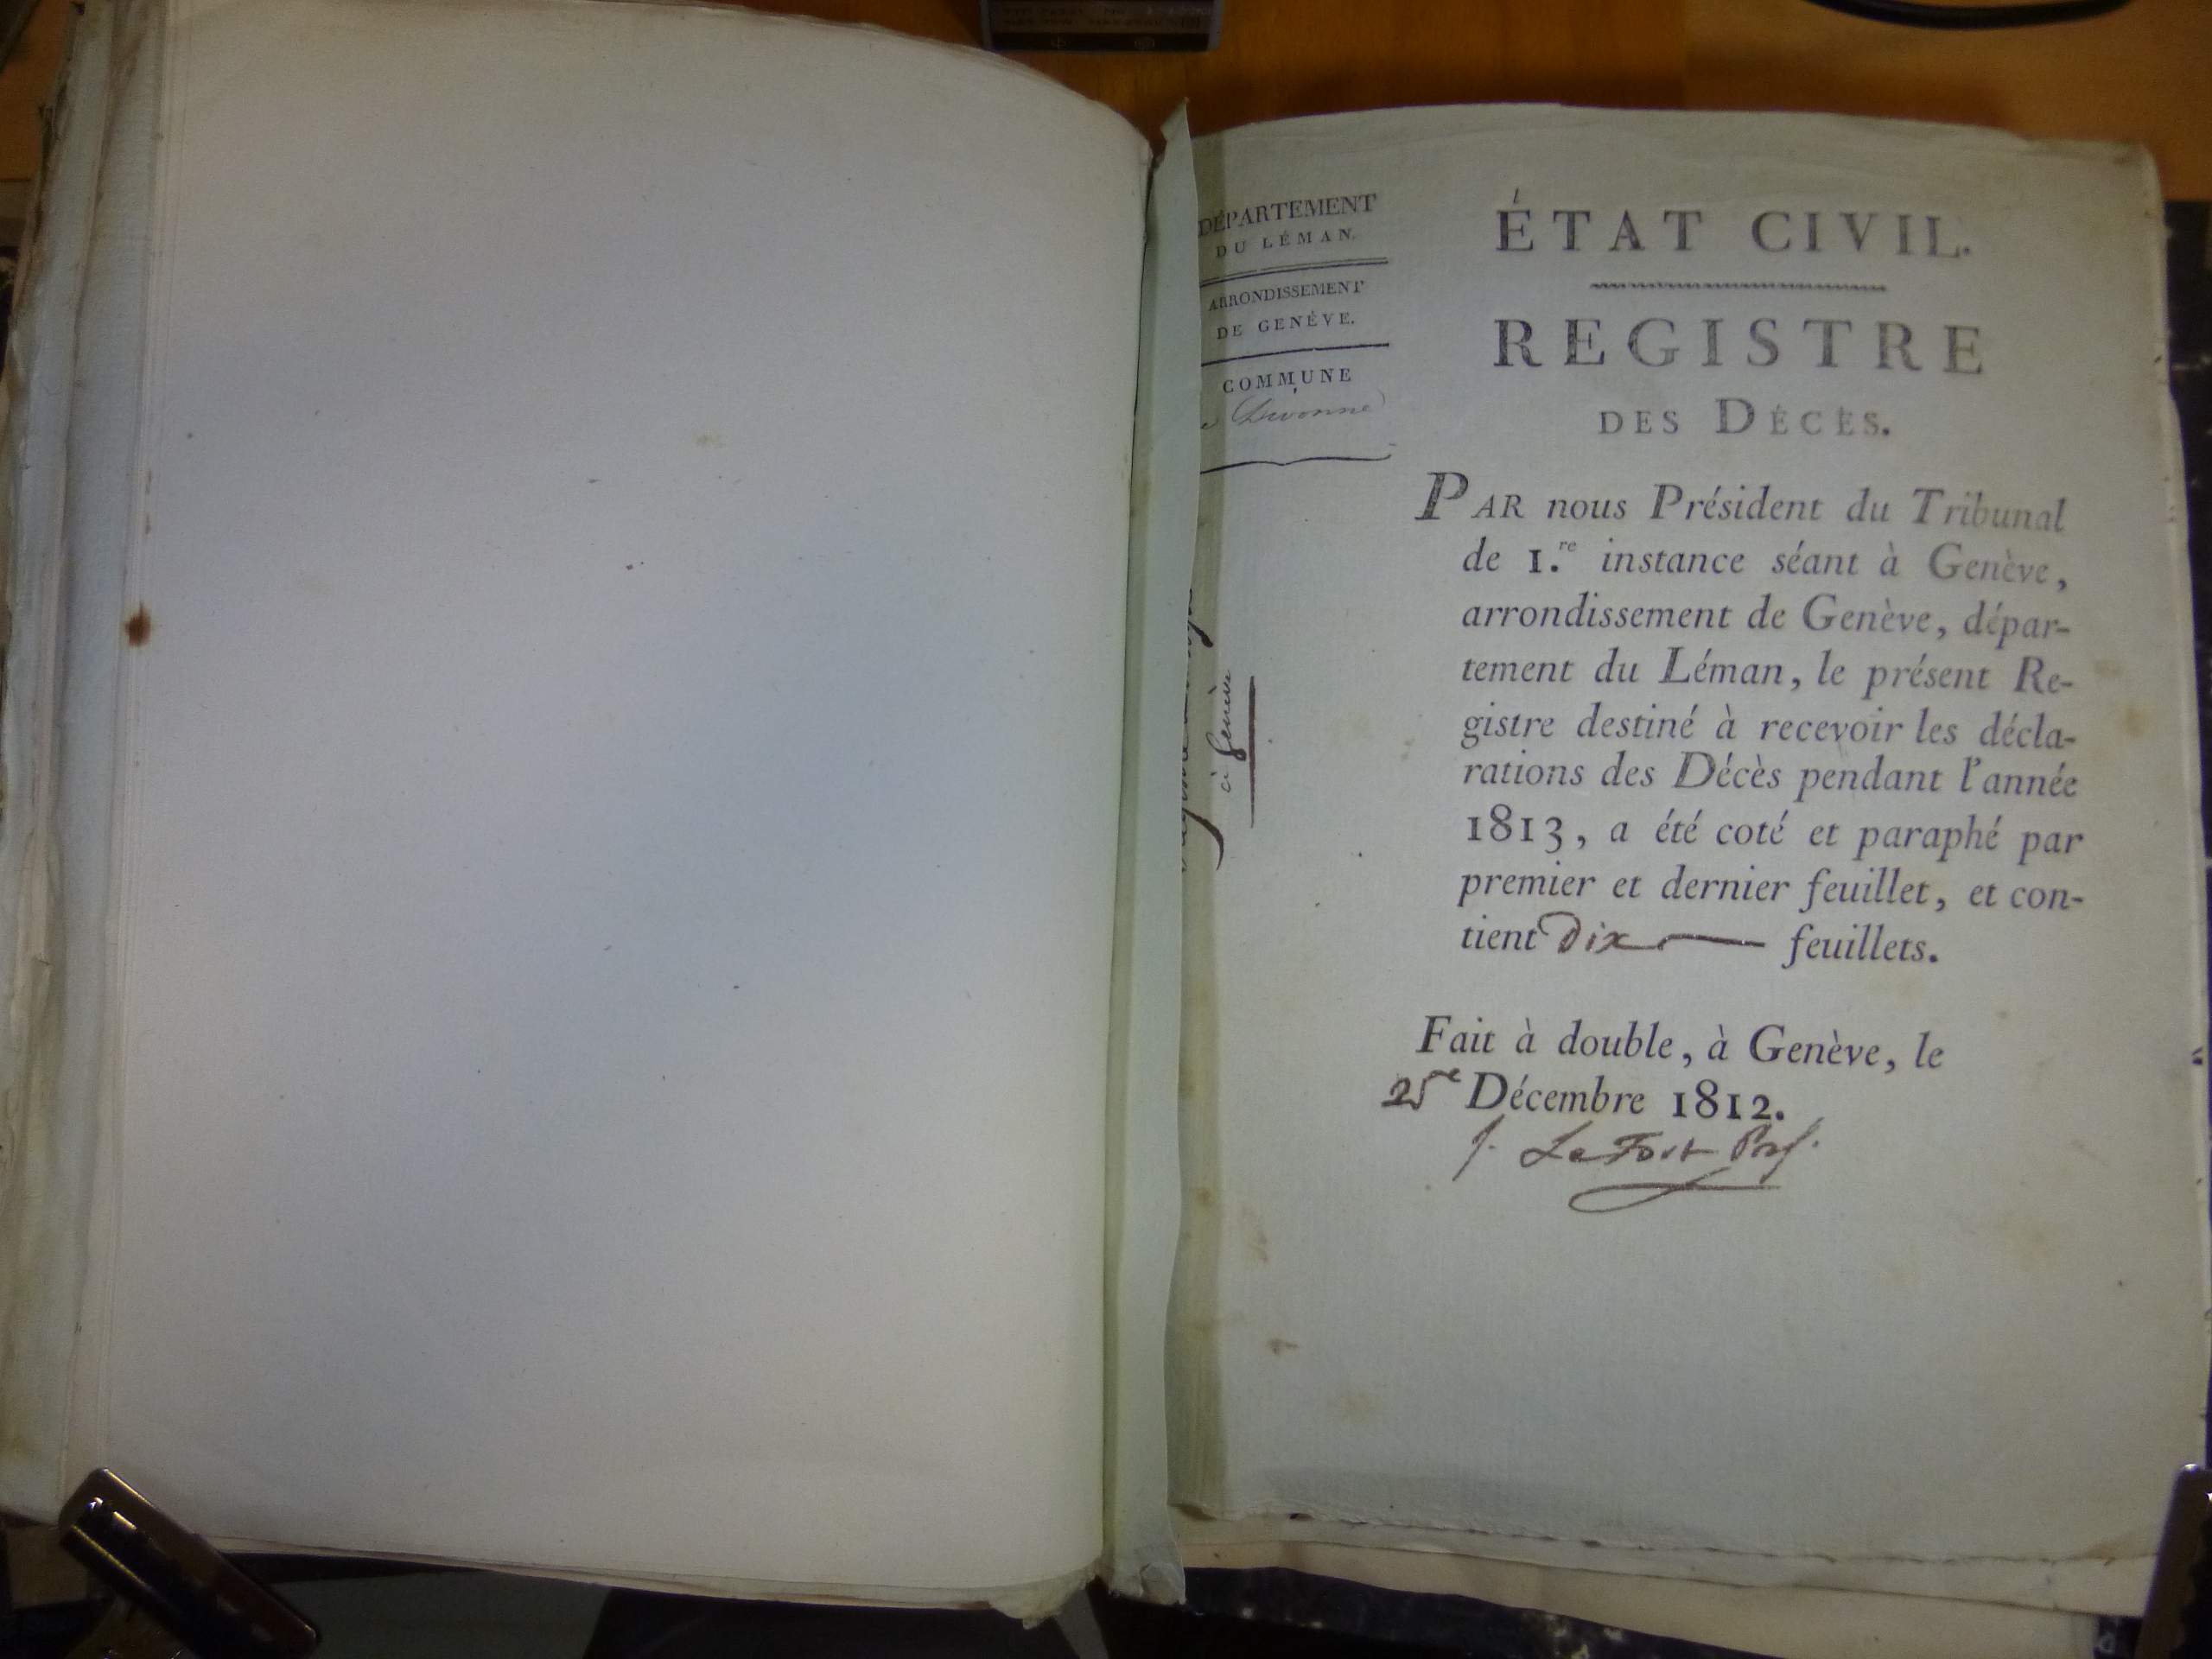 DÉPARTEMENT
DU LÉMAN.
ARRONDISSEMENT
DE GENÈVE.
COMMUNE
Divonne
à Genève
ÉTAT CIVIL.
REGISTRE
DES DÉCÈS.
PAR nous Président du Tribunal
de 1.re instance séant à Genève,
arrondissement de Genève, dépar-
tement du Léman, le présent Re-
gistre destiné à recevoir les décla-
rations des Décès pendant l'année
1813, a été coté et paraphé par
premier et dernier feuillet, et con-
tient Dix feuillets.
Fait à double, à Genève, le
25e Décembre 1812.
J. LeFort